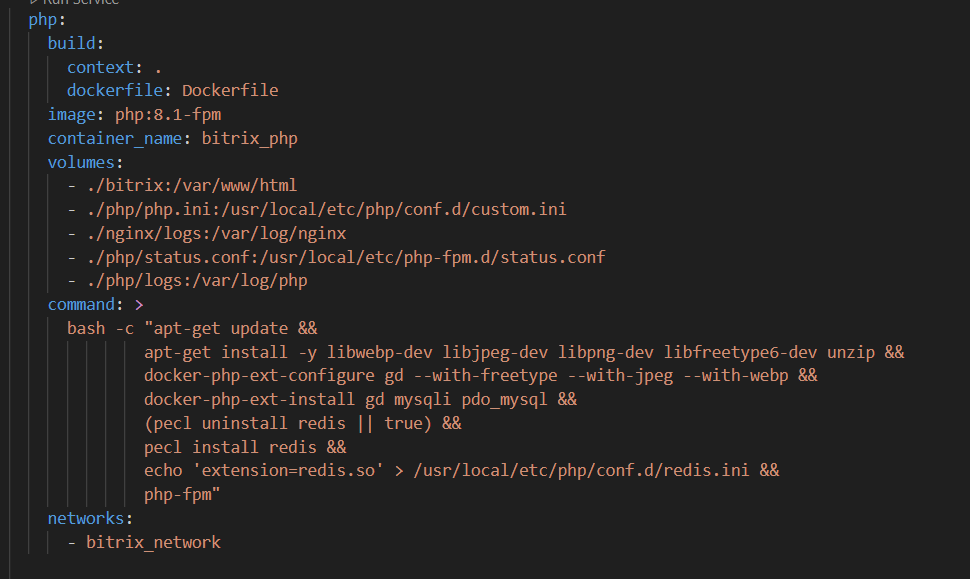 ▷ Run Service
php:
  build:
    context: .
    dockerfile: Dockerfile
  image: php:8.1-fpm
  container_name: bitrix_php
  volumes:
    - ./bitrix:/var/www/html
    - ./php/php.ini:/usr/local/etc/php/conf.d/custom.ini
    - ./nginx/logs:/var/log/nginx
    - ./php/status.conf:/usr/local/etc/php-fpm.d/status.conf
    - ./php/logs:/var/log/php
  command: >
    bash -c "apt-get update &&
            apt-get install -y libwebp-dev libjpeg-dev libpng-dev libfreetype6-dev unzip &&
            docker-php-ext-configure gd --with-freetype --with-jpeg --with-webp &&
            docker-php-ext-install gd mysqli pdo_mysql &&
            (pecl uninstall redis || true) &&
            pecl install redis &&
            echo 'extension=redis.so' > /usr/local/etc/php/conf.d/redis.ini &&
            php-fpm"
  networks:
    - bitrix_network